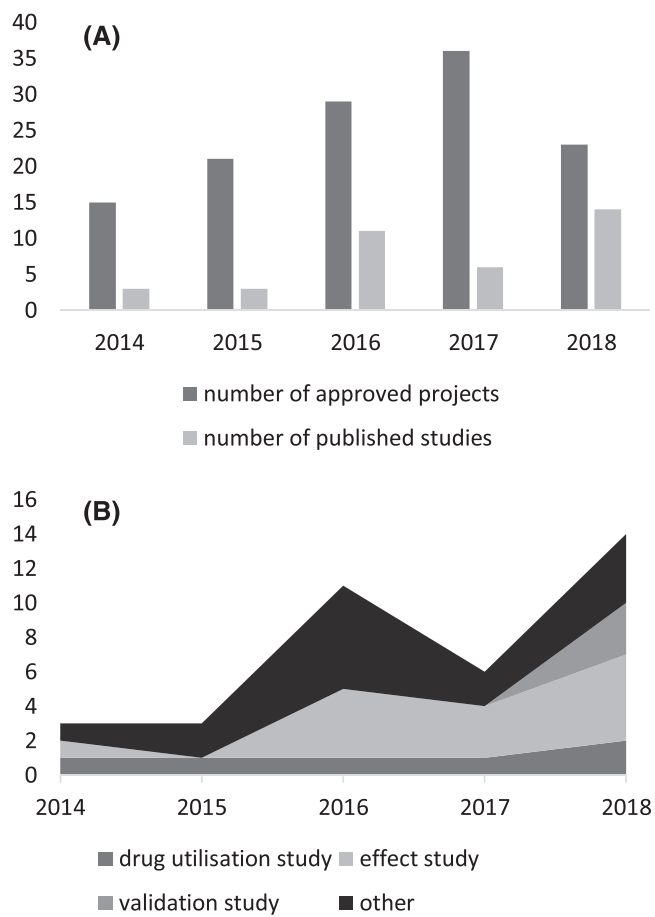 40
(A)
35
30
25
20
15
10
5
0
2014 2015 2016 2017 2018
number of approved projects
number of published studies
16
(B)
14
12
10
8
6
4
2
0
2014 2015 2016 2017 2018
drug utilisation study effect study
validation study other